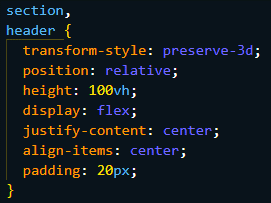 section,
header {
  transform-style: preserve-3d;
  position: relative;
  height: 100vh;
  display: flex;
  justify-content: center;
  align-items: center;
  padding: 20px;
}